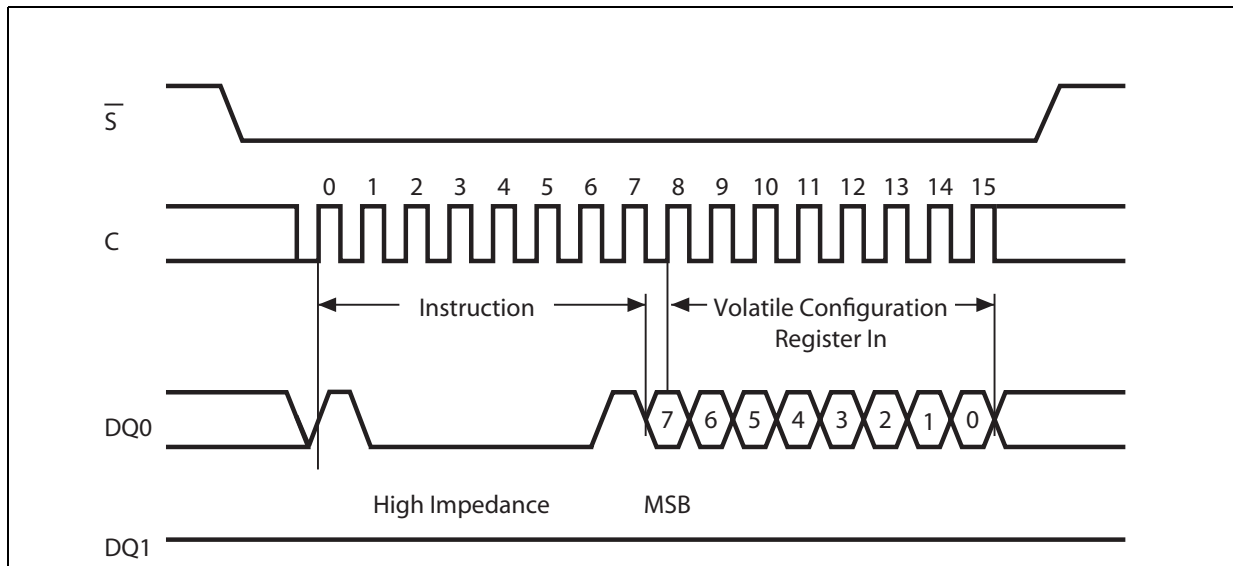 S̅
0 1 2 3 4 5 6 7 8 9 10 11 12 13 14 15
C
Instruction
Volatile Configuration
Register In
DQ0
7 6 5 4 3 2 1 0
High Impedance
MSB
DQ1